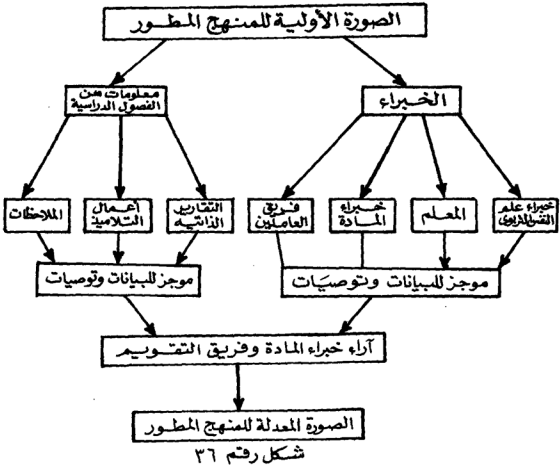 الصورة الأولية للمنهج المطور
الخبراء
معلومات من
الفصول الدراسية
خبراء علم
النفس التربوى
المعلم
خبراء
المادة
فريق
العاملين
التقارير
الذاتية
أعمال
التلاميذ
الملاحظات
موجز للبيانات وتوصيات
موجز للبيانات وتوصيات
آراء خبراء المادة وفريق التقويم
الصورة المعدلة للمنهج المطور
شكل رقم ٣٦